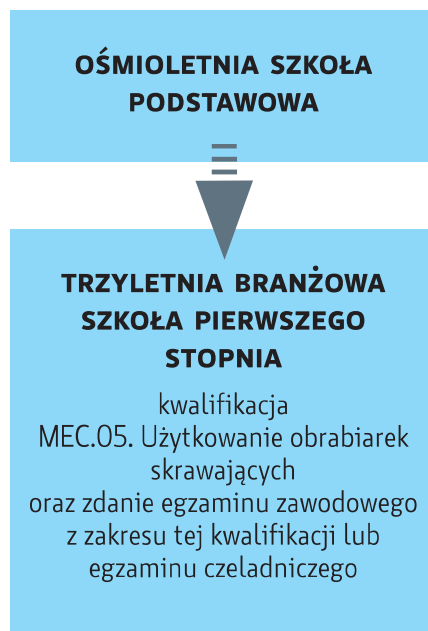 OŚMIOLETNIA SZKOŁA
PODSTAWOWA
TRZYLETNIA BRANŻOWA
SZKOŁA PIERWSZEGO
STOPNIA
kwalifikacja
MEC.05. Użytkowanie obrabiarek
skrawających
oraz zdanie egzaminu zawodowego
z zakresu tej kwalifikacji lub
egzaminu czeladniczego